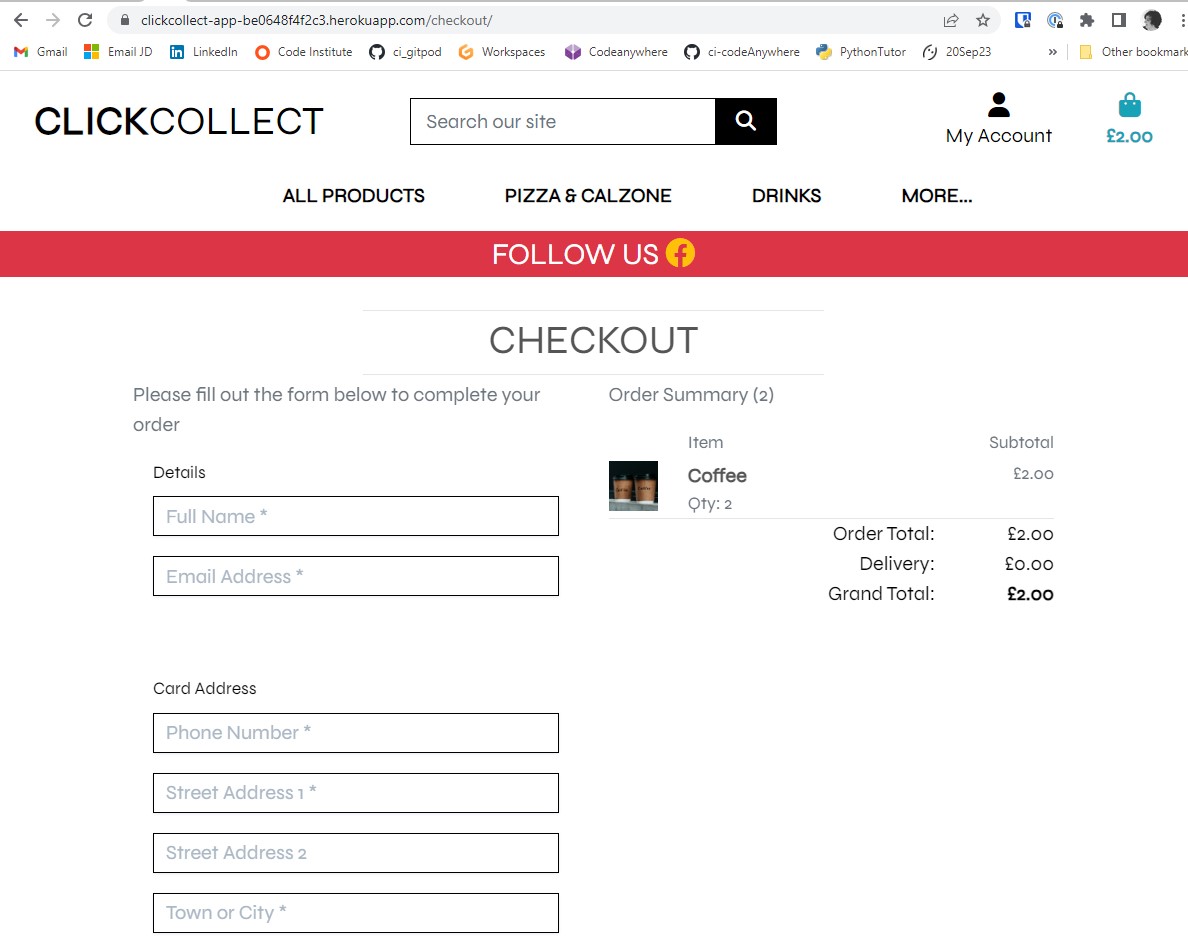 clickcollect-app-be0648f4f2c3.herokuapp.com/checkout/
Gmail Email JD LinkedIn Code Institute ci_gitpod Workspaces Codeanywhere ci-codeAnywhere PythonTutor 20Sep23 » Other bookmark
CLICKCOLLECT
Search our site
My Account
£2.00
ALL PRODUCTS PIZZA & CALZONE DRINKS MORE...
FOLLOW US
CHECKOUT
Please fill out the form below to complete your
order
Details
Full Name *
Email Address *
Card Address
Phone Number *
Street Address 1 *
Street Address 2
Town or City *
Order Summary (2)
Item Subtotal
Coffee £2.00
Qty: 2
Order Total: £2.00
Delivery: £0.00
Grand Total: £2.00